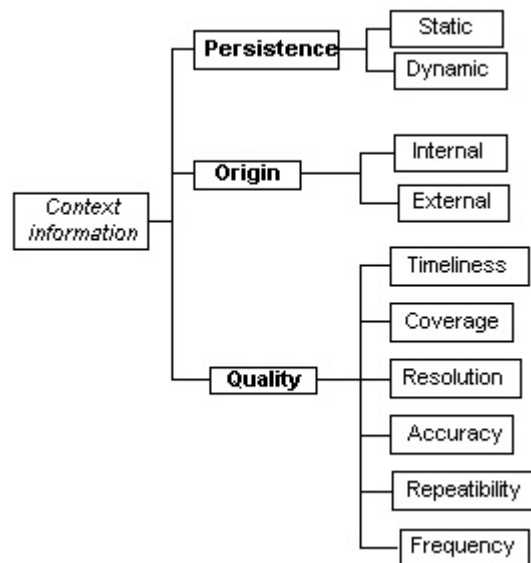 Context
information
Persistence
Static
Dynamic
Origin
Internal
External
Quality
Timeliness
Coverage
Resolution
Accuracy
Repeatibility
Frequency